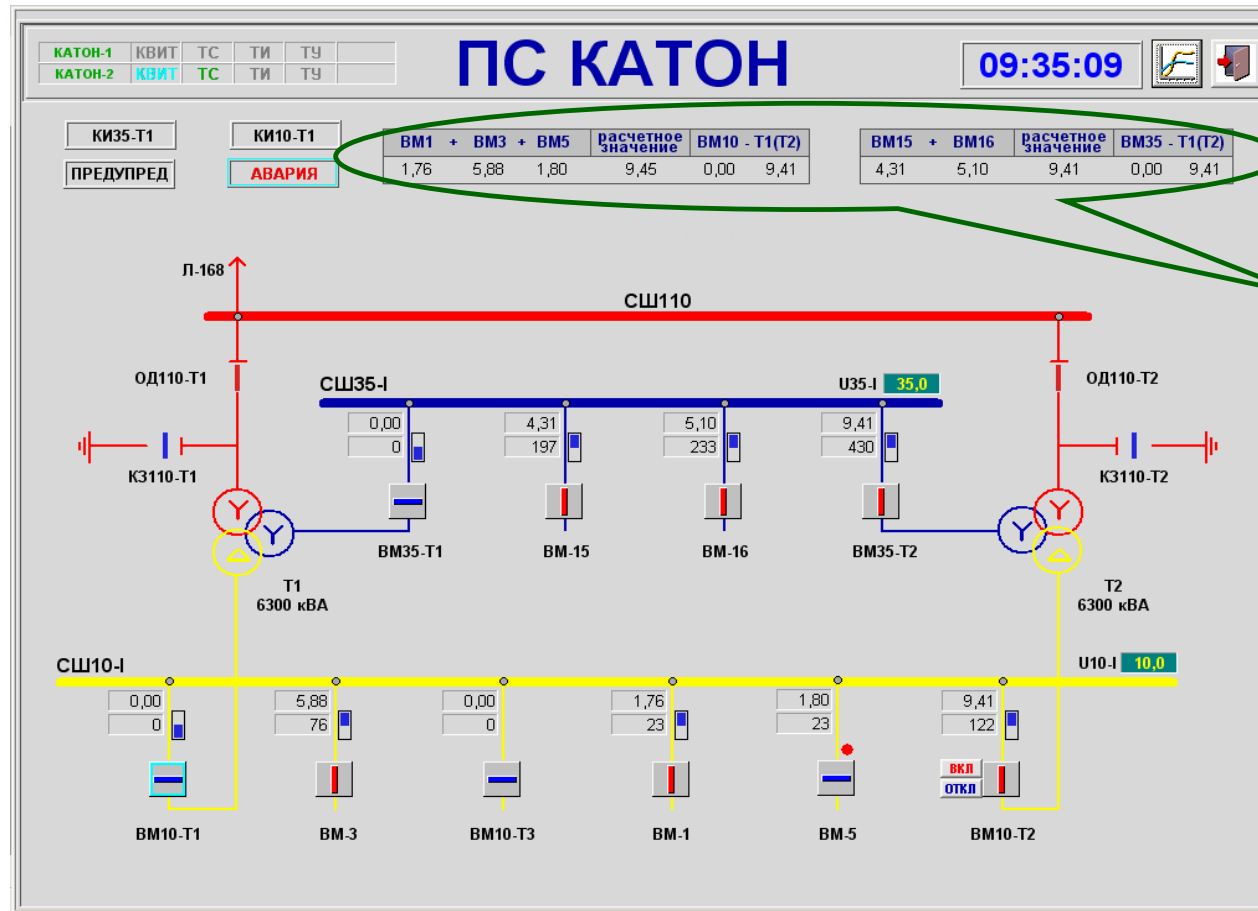 ПС КАТОН
КАТОН-1 КВИТ ТС ТИ ТУ
КАТОН-2 КВИТ ТС ТИ ТУ
09:35:09
КИ35-Т1 КИ10-Т1
ПРЕДУПРЕД АВАРИЯ
ВМ1 + ВМ3 + ВМ5 расчетное значение ВМ10 - Т1(Т2)
1,76 5,88 1,80 9,45 0,00 9,41
ВМ15 + ВМ16 расчетное значение ВМ35 - Т1(Т2)
4,31 5,10 9,41 0,00 9,41
Л-168
СШ110
ОД110-Т1
ОД110-Т2
СШ35-I
U35-I 35,0
0,00 4,31 5,10 9,41
0 197 233 430
КЗ110-Т1
КЗ110-Т2
ВМ35-Т1 ВМ-15 ВМ-16 ВМ35-Т2
Т1
6300 кВА
Т2
6300 кВА
СШ10-I
U10-I 10,0
0,00 5,88 0,00 1,76 1,80 9,41
0 76 0 23 23 122
ВКЛ
ОТКЛ
ВМ10-Т1 ВМ-3 ВМ10-Т3 ВМ-1 ВМ-5 ВМ10-Т2